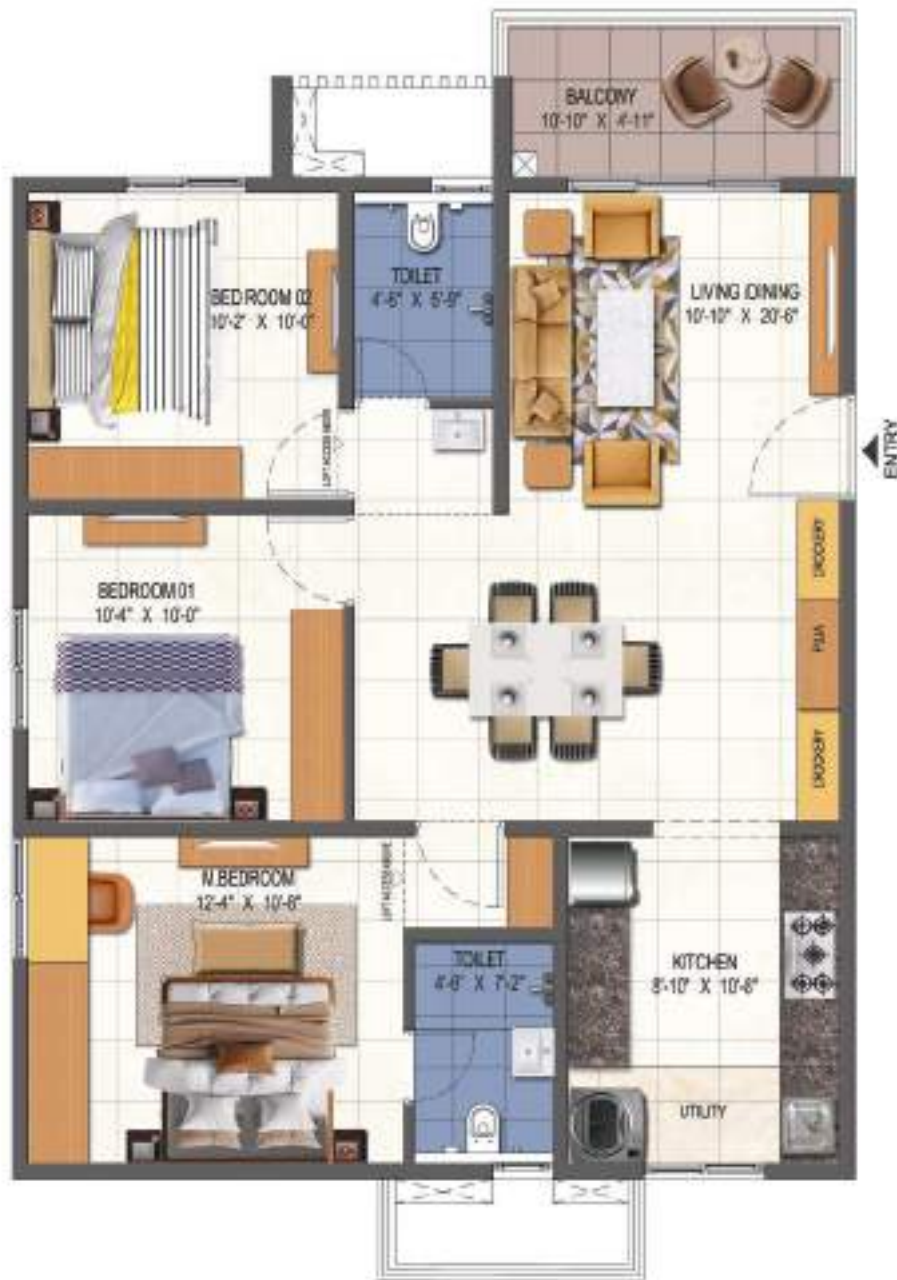 BALCONY
10'-10" X 4'-11"
BED ROOM 02
10'-2" X 10'-0"
TOILET
4'-6" X 6'-9"
LIVING /DINING
10'-10" X 20'-6"
ENTRY
BEDROOM 01
10'-4" X 10'-0"
CROCKERY
PUJA
CROCKERY
M.BEDROOM
12'-4" X 10'-8"
TOILET
4'-6" X 7'-2"
KITCHEN
8'-10" X 10'-8"
UTILITY